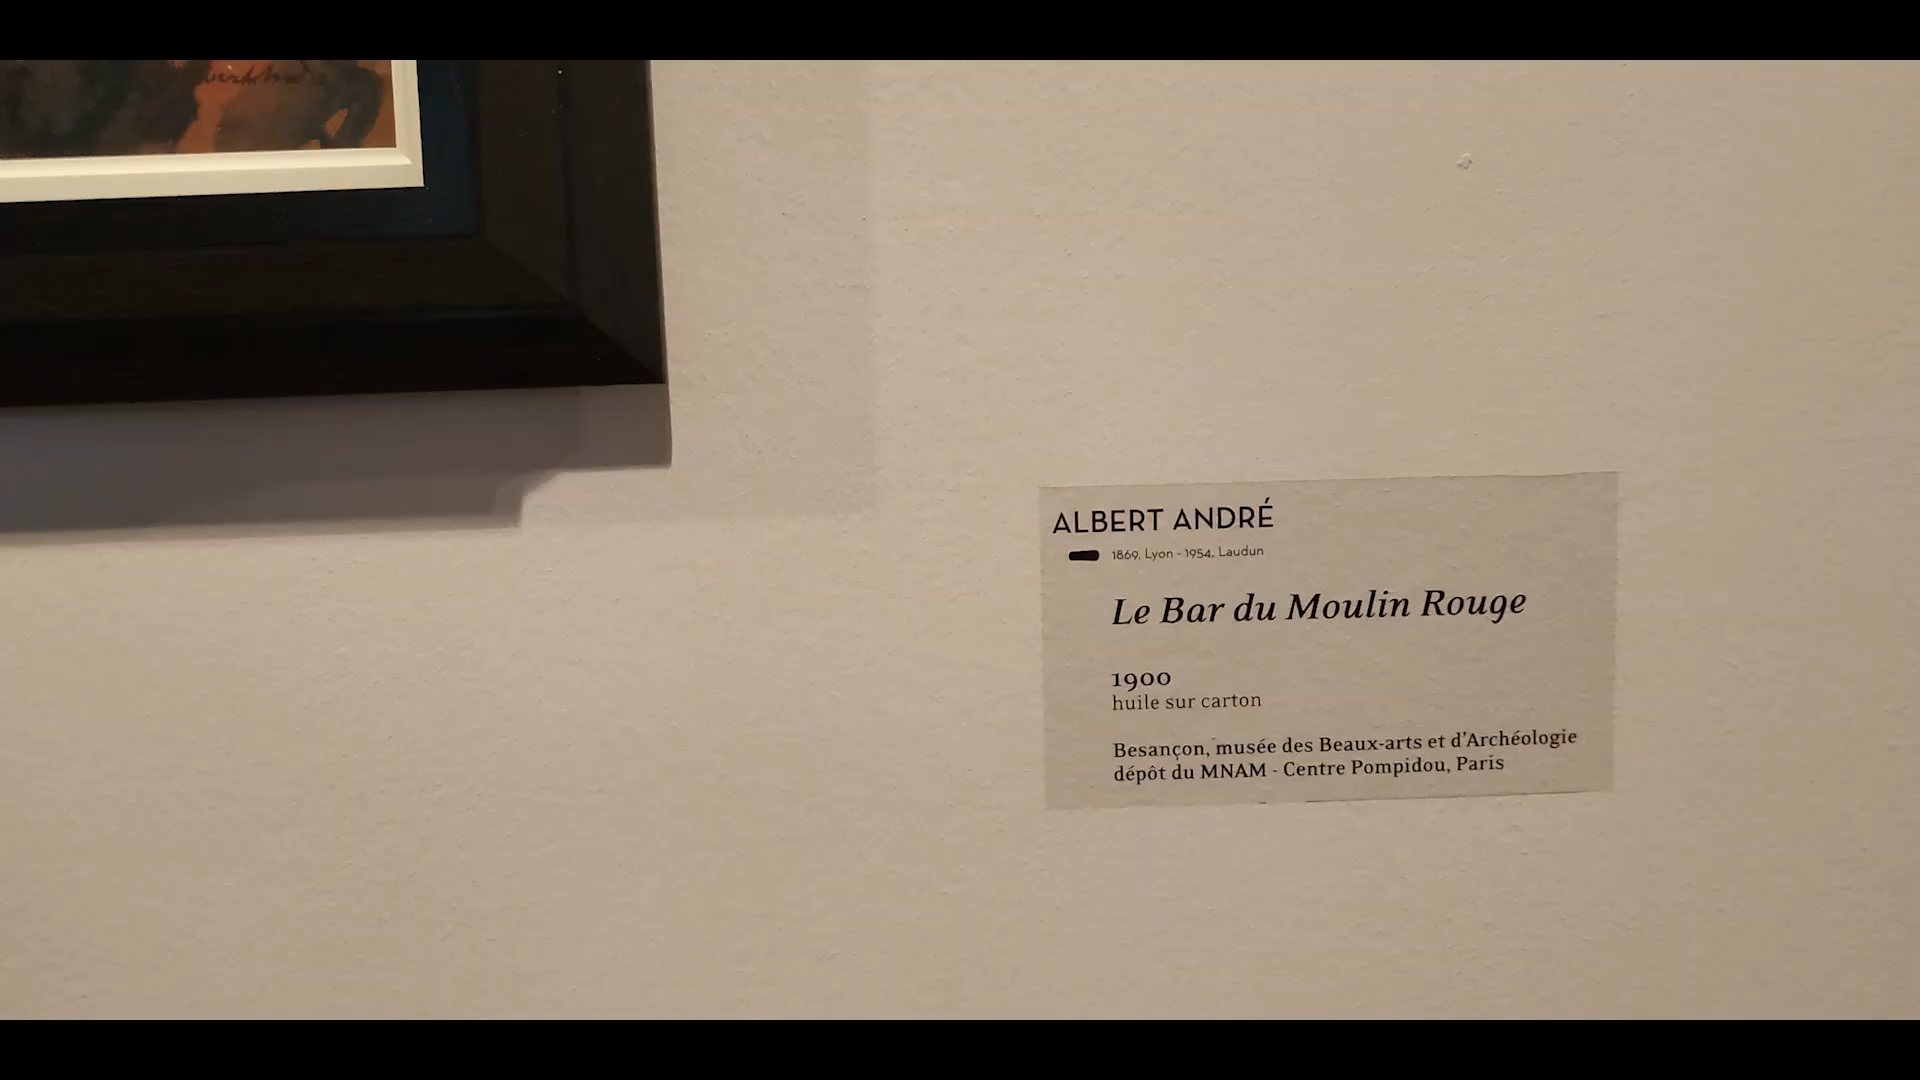 ALBERT ANDRÉ
1869, Lyon - 1954, Laudun
Le Bar du Moulin Rouge
1900
huile sur carton
Besançon, musée des Beaux-arts et d'Archéologie
dépôt du MNAM - Centre Pompidou, Paris